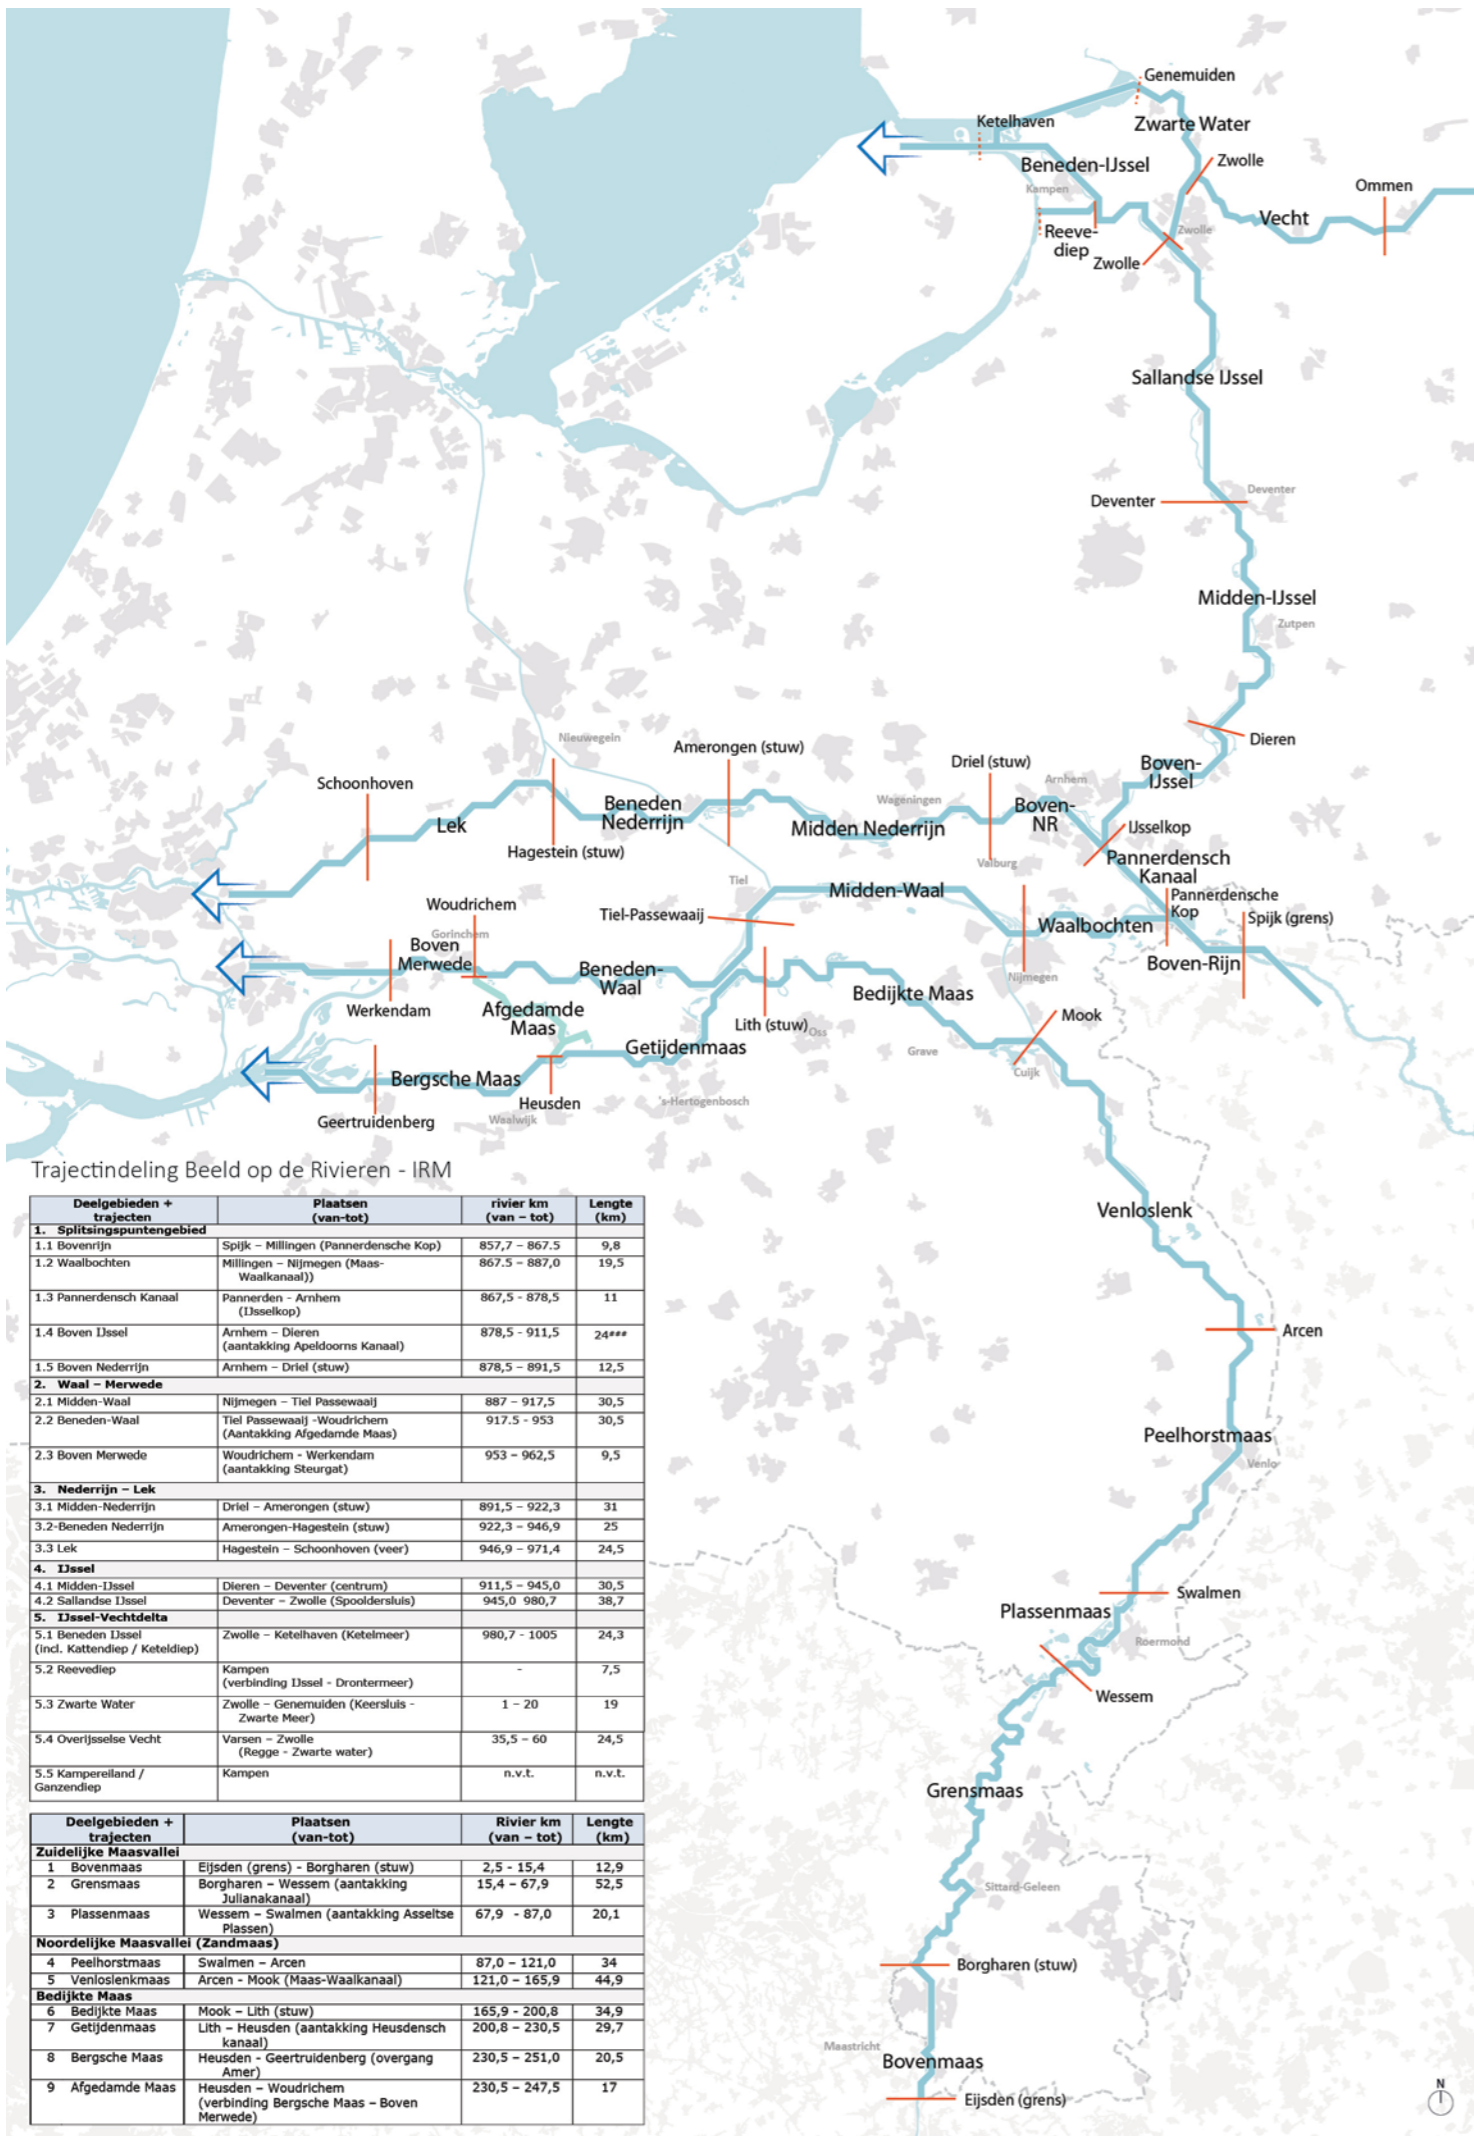 Genemuiden
Ketelhaven
Zwarte Water
Beneden-IJssel
Zwolle
Kampen
Ommen
Vecht
Reeve-
diep
Zwolle
Zwolle
Sallandse IJssel
Deventer
Deventer
Midden-IJssel
Zutpen
Dieren
Boven-
IJssel
Nieuwegein
Amerongen (stuw)
Driel (stuw)
Arnhem
Schoonhoven
Beneden
Nederrijn
Wageningen
Boven-
NR
Lek
Midden Nederrijn
IJsselkop
Hagestein (stuw)
Valburg
Pannerdensch
Kanaal
Tiel
Midden-Waal
Pannerdensche
Kop
Woudrichem
Tiel-Passewaaij
Waalbochten
Spijk (grens)
Gorinchem
Boven
Merwede
Beneden-
Waal
Nijmegen
Boven-Rijn
Bedijkte Maas
Werkendam
Afgedamde
Maas
Lith (stuw)
Oss
Mook
Getijdenmaas
Grave
Cuijk
Bergsche Maas
Heusden
's-Hertogenbosch
Geertruidenberg
Waalwijk
Venloslenk
Arcen
Peelhorstmaas
Venlo
Swalmen
Plassenmaas
Roermond
Wessem
Grensmaas
Sittard-Geleen
Borgharen (stuw)
Maastricht
Bovenmaas
Eijsden (grens)
N
Trajectindeling Beeld op de Rivieren - IRM
Deelgebieden + Plaatsen rivier km Lengte
trajecten (van-tot) (van – tot) (km)
1. Splitsingspuntengebied
1.1 Bovenrijn Spijk – Millingen (Pannerdensche Kop) 857,7 – 867.5 9,8
1.2 Waalbochten Millingen – Nijmegen (Maas- 867.5 – 887,0 19,5
Waalkanaal))
1.3 Pannerdensch Kanaal Pannerden - Arnhem 867,5 - 878,5 11
(IJsselkop)
1.4 Boven IJssel Arnhem – Dieren 878,5 - 911,5 24###
(aantakking Apeldoorns Kanaal)
1.5 Boven Nederrijn Arnhem – Driel (stuw) 878,5 – 891,5 12,5
2. Waal – Merwede
2.1 Midden-Waal Nijmegen – Tiel Passewaaij 887 – 917,5 30,5
2.2 Beneden-Waal Tiel Passewaaij -Woudrichem 917.5 - 953 30,5
(Aantakking Afgedamde Maas)
2.3 Boven Merwede Woudrichem - Werkendam 953 – 962,5 9,5
(aantakking Steurgat)
3. Nederrijn – Lek
3.1 Midden-Nederrijn Driel – Amerongen (stuw) 891,5 – 922,3 31
3.2-Beneden Nederrijn Amerongen-Hagestein (stuw) 922,3 – 946,9 25
3.3 Lek Hagestein – Schoonhoven (veer) 946,9 – 971,4 24,5
4. IJssel
4.1 Midden-IJssel Dieren – Deventer (centrum) 911,5 – 945,0 30,5
4.2 Sallandse IJssel Deventer – Zwolle (Spooldersluis) 945,0 980,7 38,7
5. IJssel-Vechtdelta
5.1 Beneden IJssel Zwolle – Ketelhaven (Ketelmeer) 980,7 - 1005 24,3
(incl. Kattendiep / Keteldiep)
5.2 Reevediep Kampen - 7,5
(verbinding IJssel - Drontermeer)
5.3 Zwarte Water Zwolle – Genemuiden (Keersluis - 1 – 20 19
Zwarte Meer)
5.4 Overijsselse Vecht Varsen – Zwolle 35,5 – 60 24,5
(Regge - Zwarte water)
5.5 Kampereiland / Kampen n.v.t. n.v.t.
Ganzendiep
Deelgebieden + Plaatsen Rivier km Lengte
trajecten (van-tot) (van – tot) (km)
Zuidelijke Maasvallei
1 Bovenmaas Eijsden (grens) - Borgharen (stuw) 2,5 - 15,4 12,9
2 Grensmaas Borgharen – Wessem (aantakking 15,4 – 67,9 52,5
Julianakanaal)
3 Plassenmaas Wessem – Swalmen (aantakking Asseltse 67,9 - 87,0 20,1
Plassen)
Noordelijke Maasvallei (Zandmaas)
4 Peelhorstmaas Swalmen – Arcen 87,0 – 121,0 34
5 Venloslenkmaas Arcen - Mook (Maas-Waalkanaal) 121,0 – 165,9 44,9
Bedijkte Maas
6 Bedijkte Maas Mook – Lith (stuw) 165,9 - 200,8 34,9
7 Getijdenmaas Lith – Heusden (aantakking Heusdensch 200,8 – 230,5 29,7
kanaal)
8 Bergsche Maas Heusden - Geertruidenberg (overgang 230,5 – 251,0 20,5
Amer)
9 Afgedamde Maas Heusden – Woudrichem 230,5 – 247,5 17
(verbinding Bergsche Maas – Boven
Merwede)